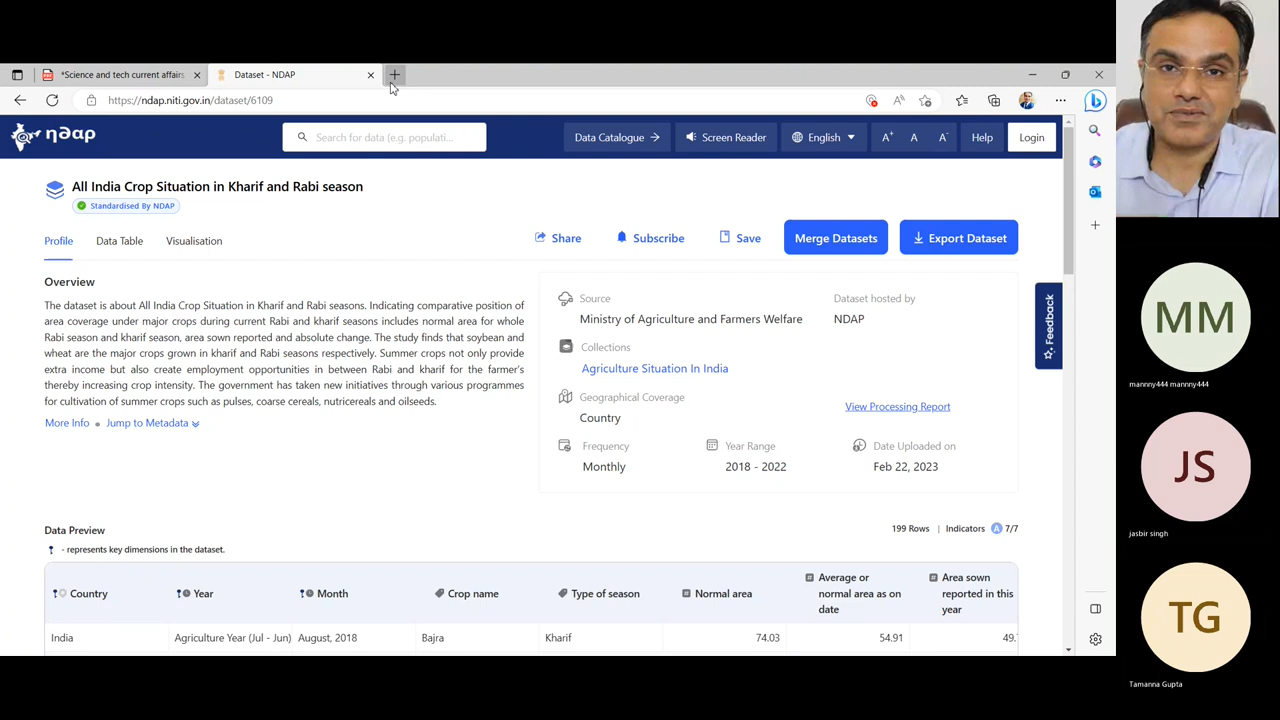 *Science and tech current affairs.
Dataset - NDAP
https://ndap.niti.gov.in/dataset/6109
ndap
Search for data (e.g. populati...
Data Catalogue
Screen Reader
English
A+
A
A-
Help
Login
All India Crop Situation in Kharif and Rabi season
Standardised By NDAP
Profile
Data Table
Visualisation
Share
Subscribe
Save
Merge Datasets
Export Dataset
Overview
The dataset is about All India Crop Situation in Kharif and Rabi seasons. Indicating comparative position of
area coverage under major crops during current Rabi and kharif seasons includes normal area for whole
Rabi season and kharif season, area sown reported and absolute change. The study finds that soybean and
wheat are the major crops grown in kharif and Rabi seasons respectively. Summer crops not only provide
extra income but also create employment opportunities in between Rabi and kharif for the farmer's
thereby increasing crop intensity. The government has taken new initiatives through various programmes
for cultivation of summer crops such as pulses, coarse cereals, nutricereals and oilseeds.
More Info
Jump to Metadata
Source
Ministry of Agriculture and Farmers Welfare
Dataset hosted by
NDAP
Collections
Agriculture Situation In India
Geographical Coverage
Country
View Processing Report
Frequency
Monthly
Year Range
2018 - 2022
Date Uploaded on
Feb 22, 2023
Feedback
Data Preview
199 Rows | Indicators A 7/7
- represents key dimensions in the dataset.
Country
Year
Month
Crop name
Type of season
Normal area
Average or
normal area as on
date
Area sown
reported in this
year
India
Agriculture Year (Jul - Jun)
August, 2018
Bajra
Kharif
74.03
54.91
MM
mannny444 mannny444
JS
jasbir singh
TG
Tamanna Gupta